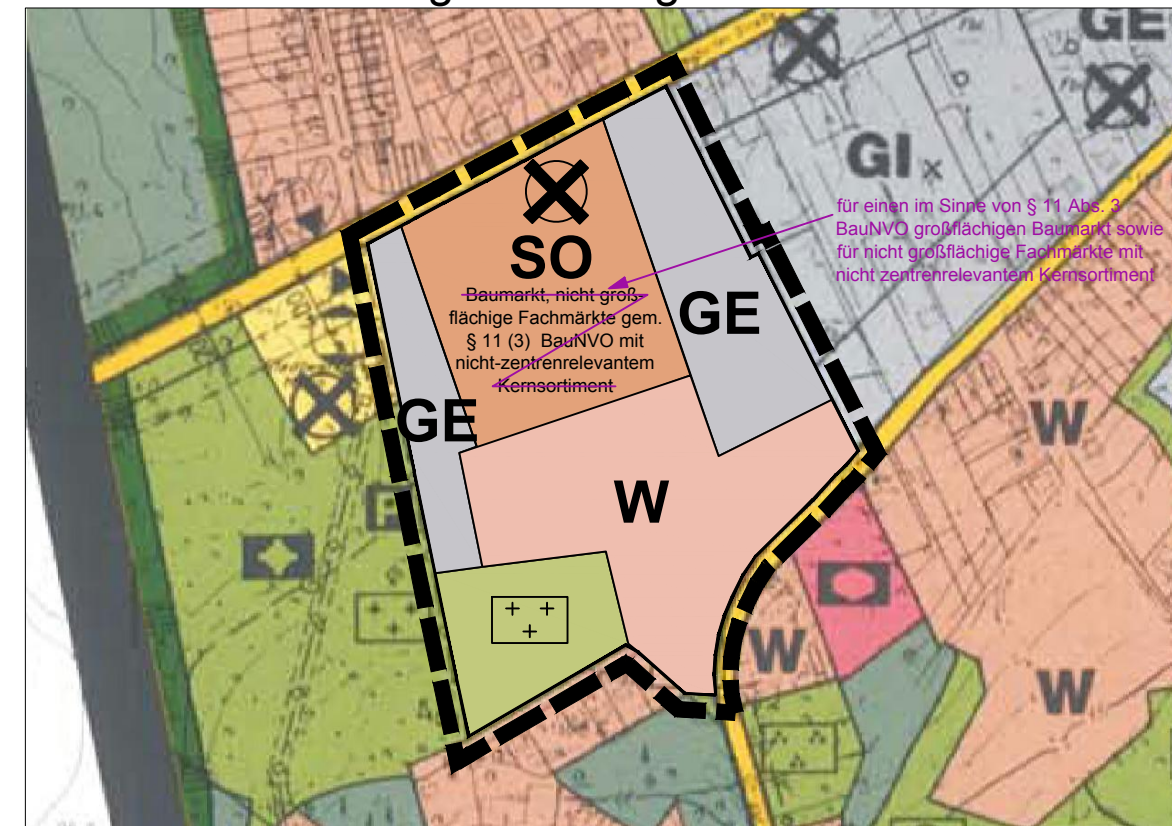 GE
GI x
für einen im Sinne von § 11 Abs. 3
BauNVO großflächigen Baumarkt sowie
für nicht großflächige Fachmärkte mit
nicht zentrenrelevantem Kernsortiment
SO
Baumarkt, nicht groß-
flächige Fachmärkte gem.
§ 11 (3) BauNVO mit
nicht-zentrenrelevantem
Kernsortiment
GE
GE
W
W
W
W